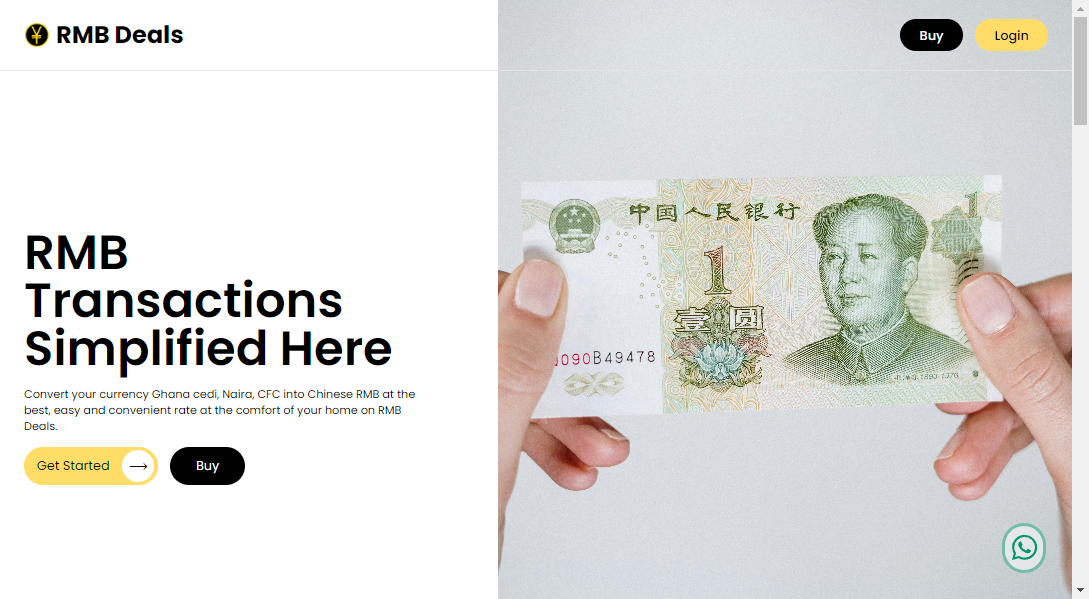 RMB Deals
Buy
Login
RMB
Transactions
Simplified Here
Convert your currency Ghana cedi, Naira, CFC into Chinese RMB at the
best, easy and convenient rate at the comfort of your home on RMB
Deals.
Get Started
Buy
中国人民银行
1
1
壹圆
J090B49478